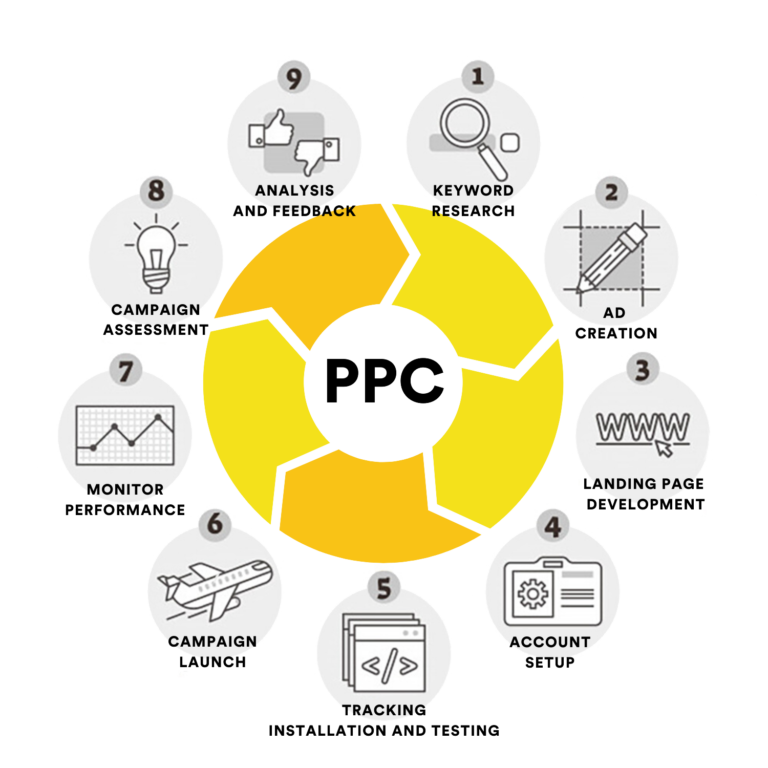 PPC
1
KEYWORD
RESEARCH
2
AD
CREATION
3
WWW
LANDING PAGE
DEVELOPMENT
4
ACCOUNT
SETUP
5
</>
TRACKING
INSTALLATION AND TESTING
6
CAMPAIGN
LAUNCH
7
MONITOR
PERFORMANCE
8
CAMPAIGN
ASSESSMENT
9
ANALYSIS
AND FEEDBACK